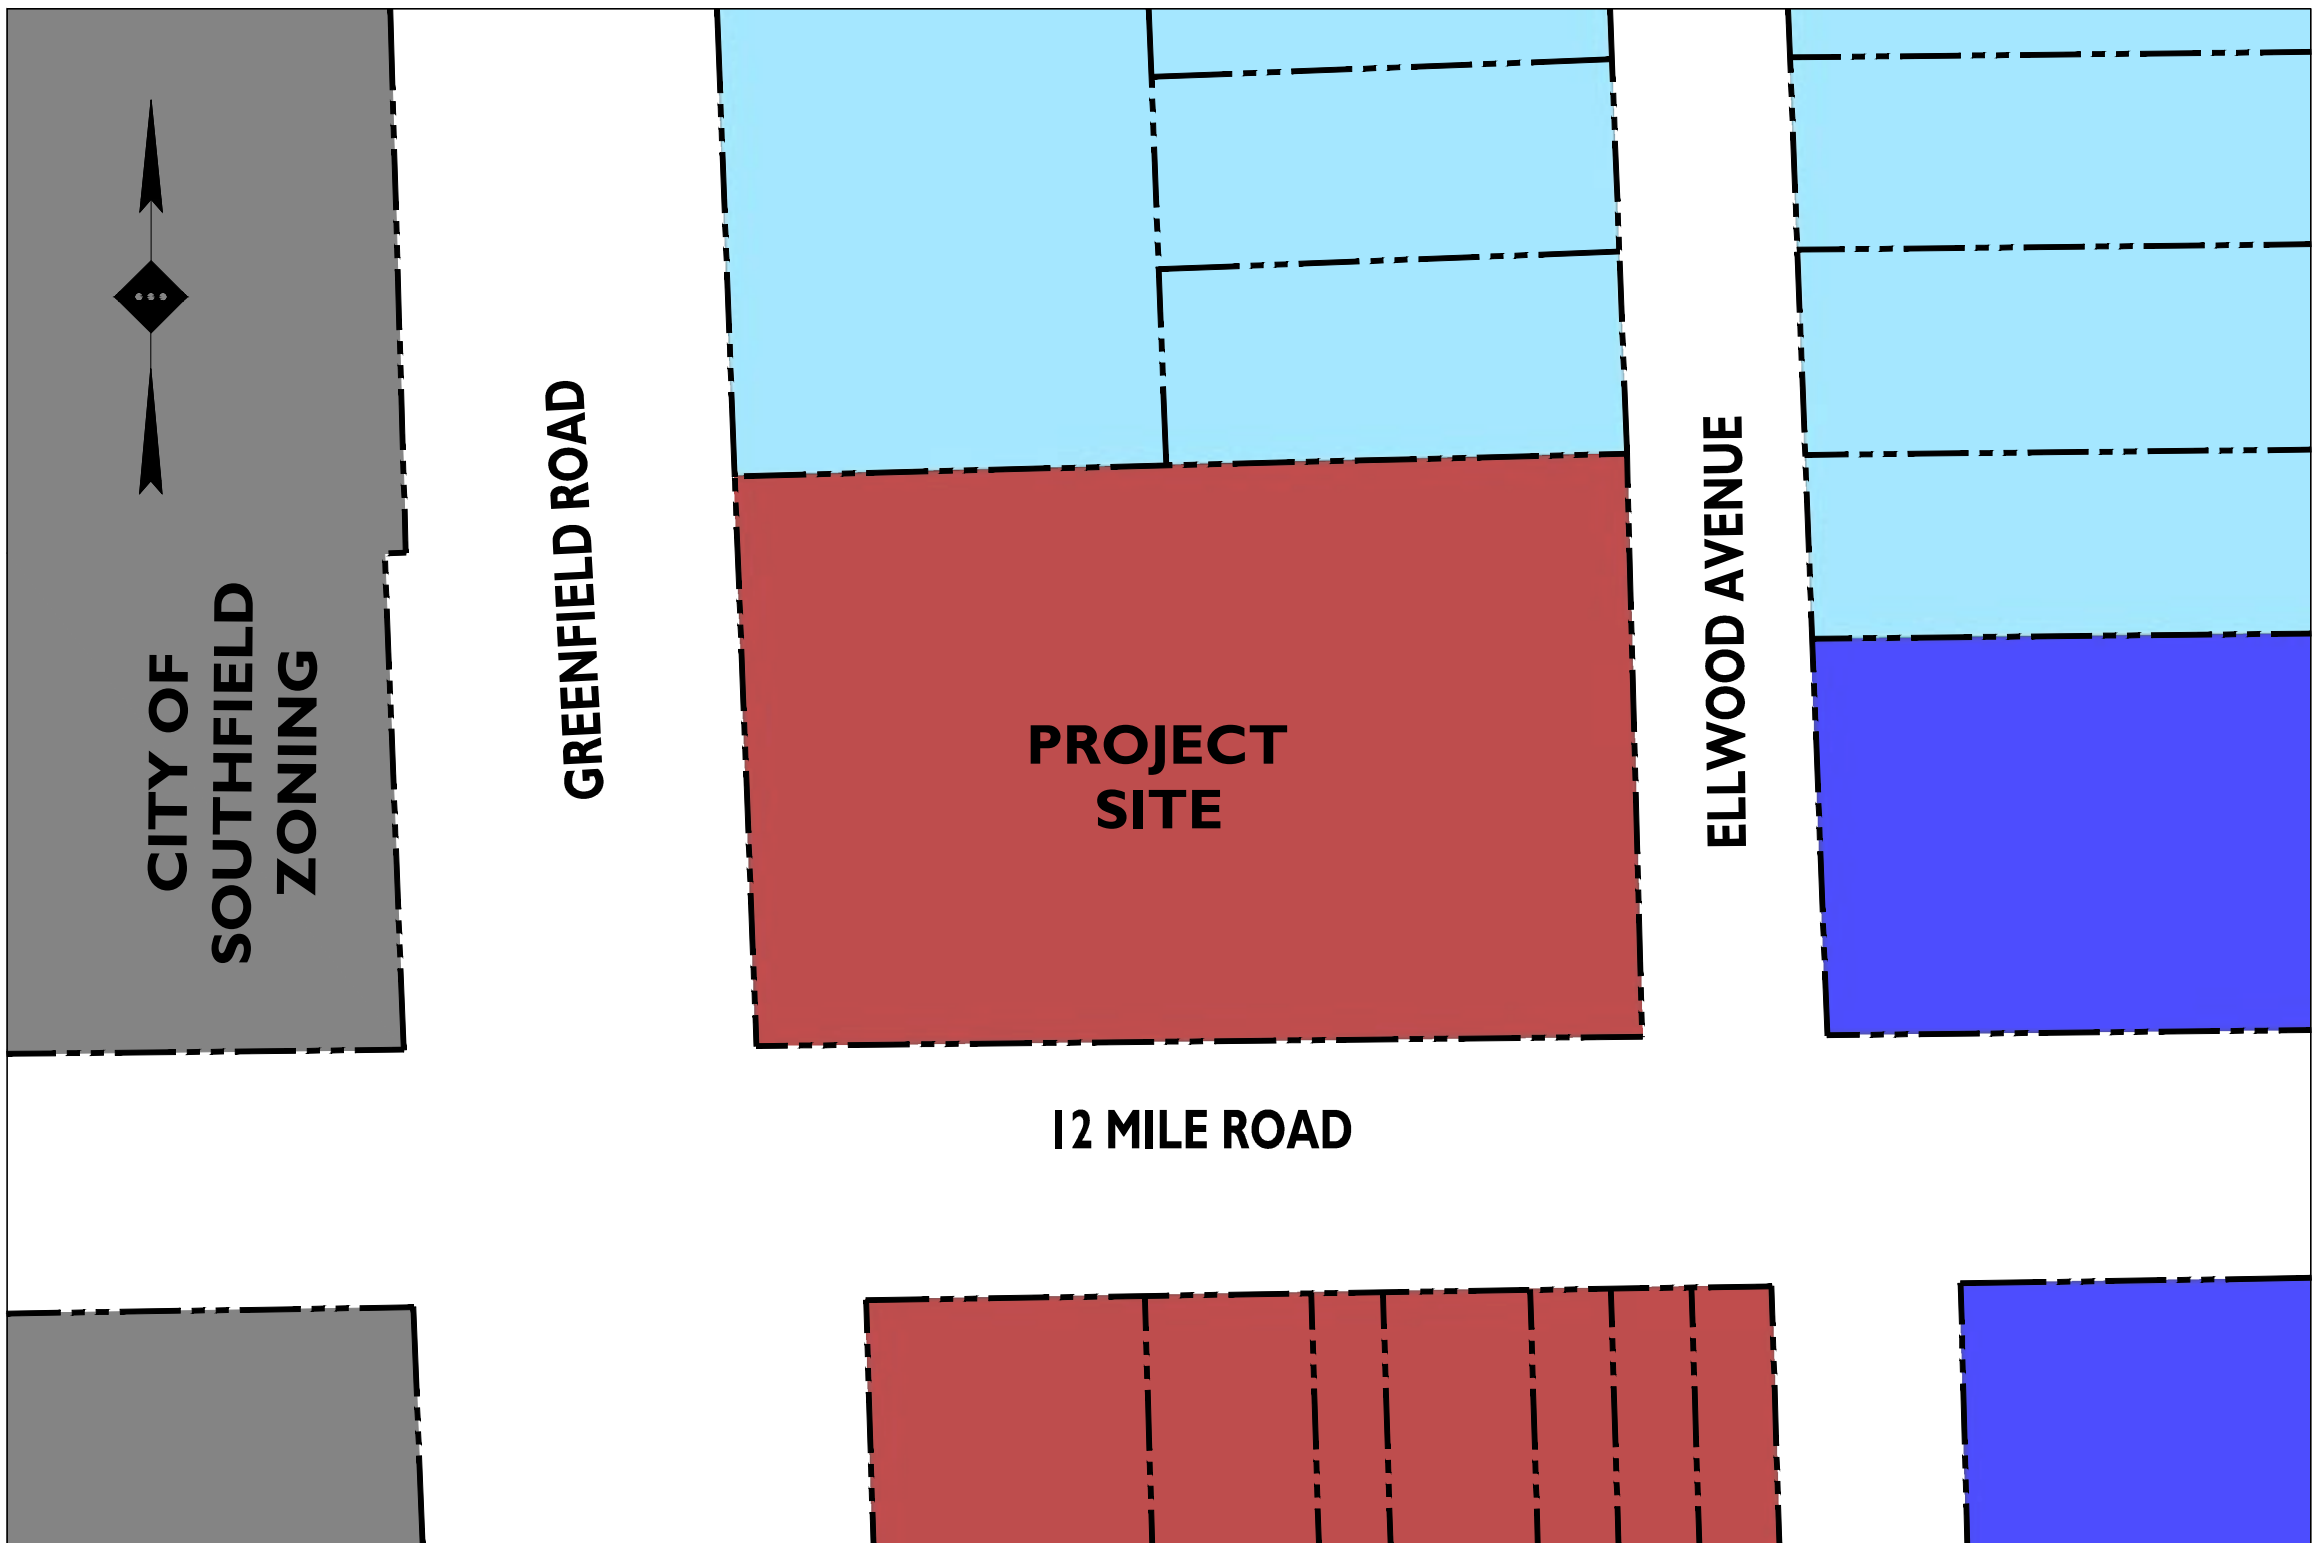 CITY OF
SOUTHFIELD
ZONING
GREENFIELD ROAD
PROJECT
SITE
ELLWOOD AVENUE
12 MILE ROAD